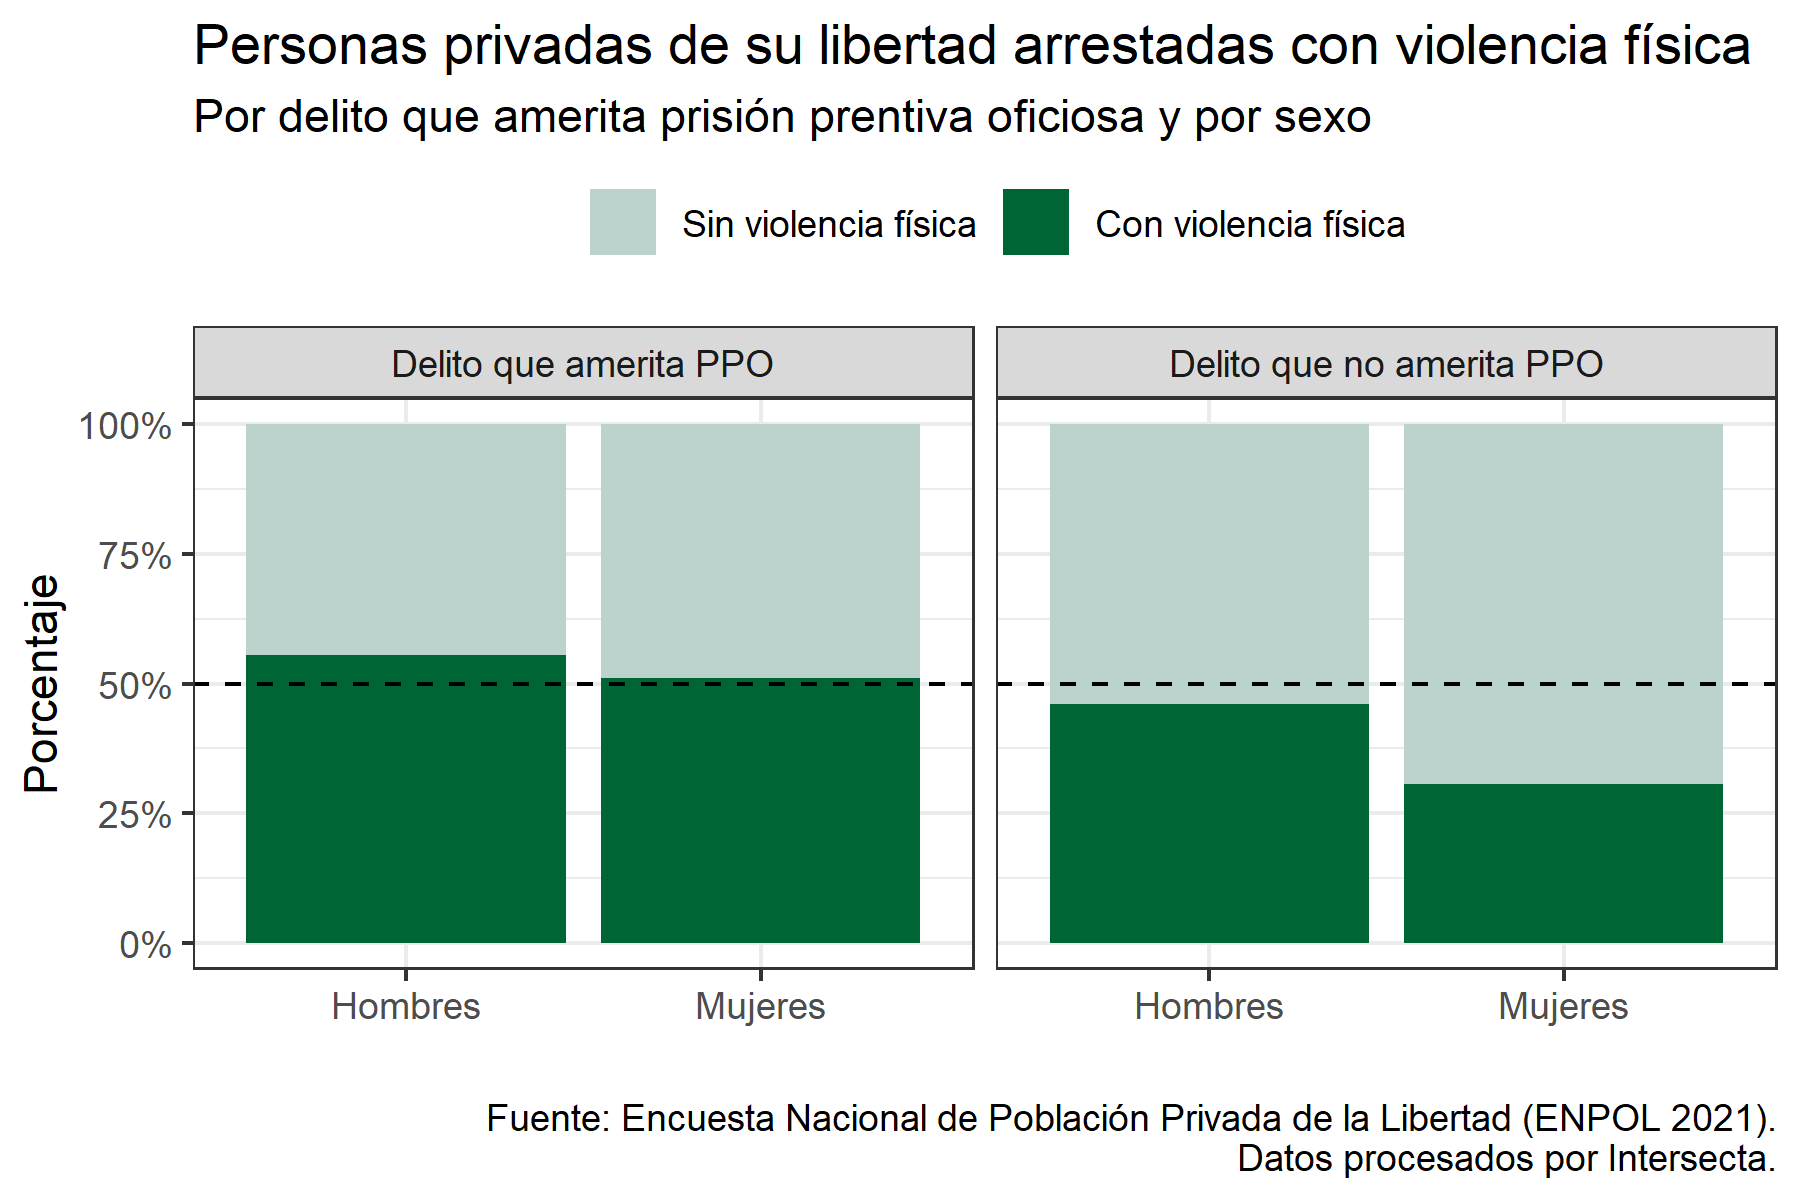 Personas privadas de su libertad arrestadas con violencia física
Por delito que amerita prisión prentiva oficiosa y por sexo
Sin violencia física
Con violencia física
Delito que amerita PPO
Delito que no amerita PPO
Porcentaje
100%
75%
50%
25%
0%
Hombres
Mujeres
Hombres
Mujeres
Fuente: Encuesta Nacional de Población Privada de la Libertad (ENPOL 2021).
Datos procesados por Intersecta.